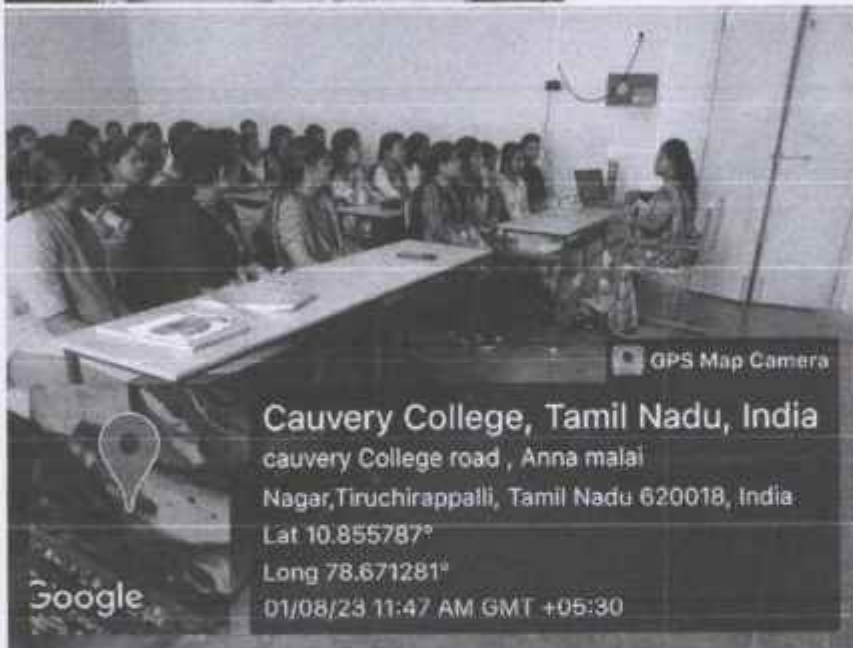 GPS Map Camera
Cauvery College, Tamil Nadu, India
cauvery College road , Anna malai
Nagar,Tiruchirappalli, Tamil Nadu 620018, India
Lat 10.855787°
Long 78.671281°
01/08/23 11:47 AM GMT +05:30
Google